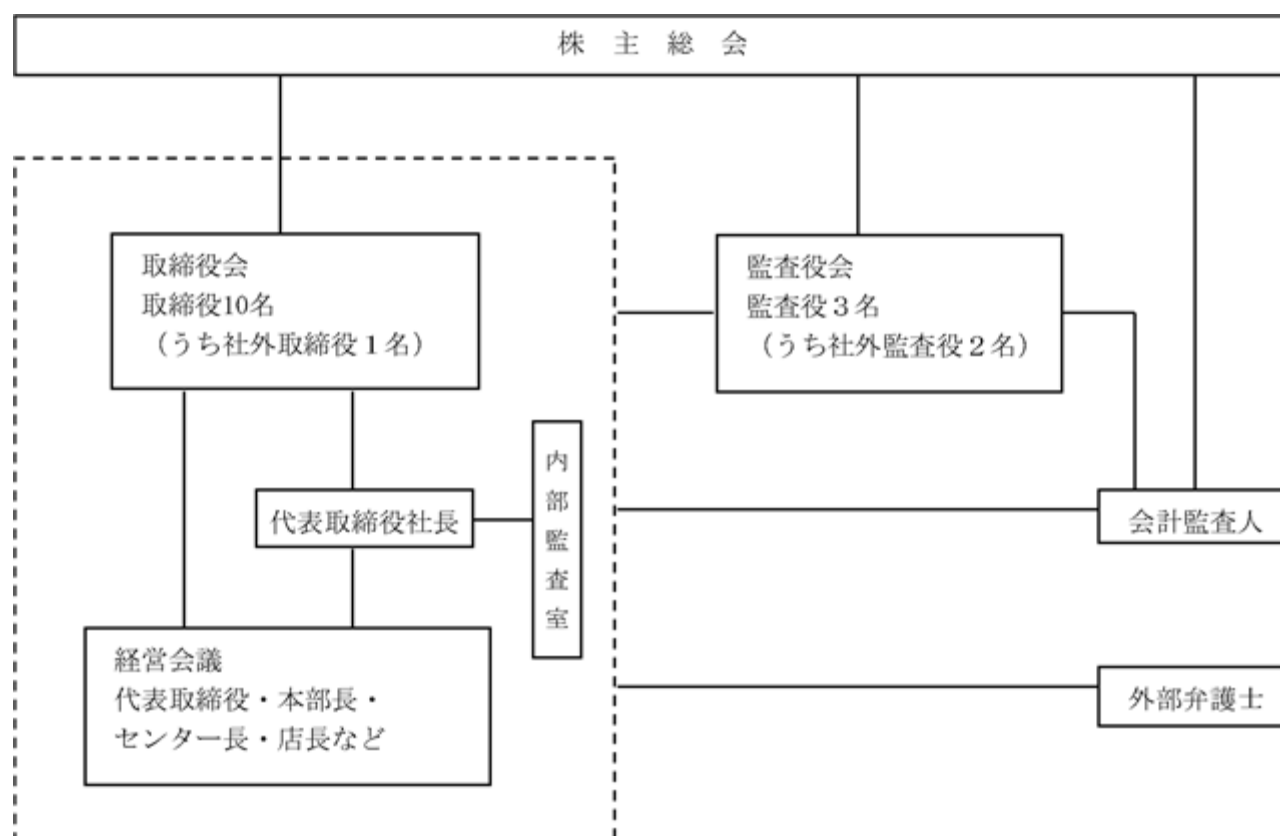 株 主 総 会
取締役会
取締役10名
（うち社外取締役１名）
監査役会
監査役３名
（うち社外監査役２名）
内部監査室
代表取締役社長
会計監査人
経営会議
代表取締役・本部長・
センター長・店長など
外部弁護士